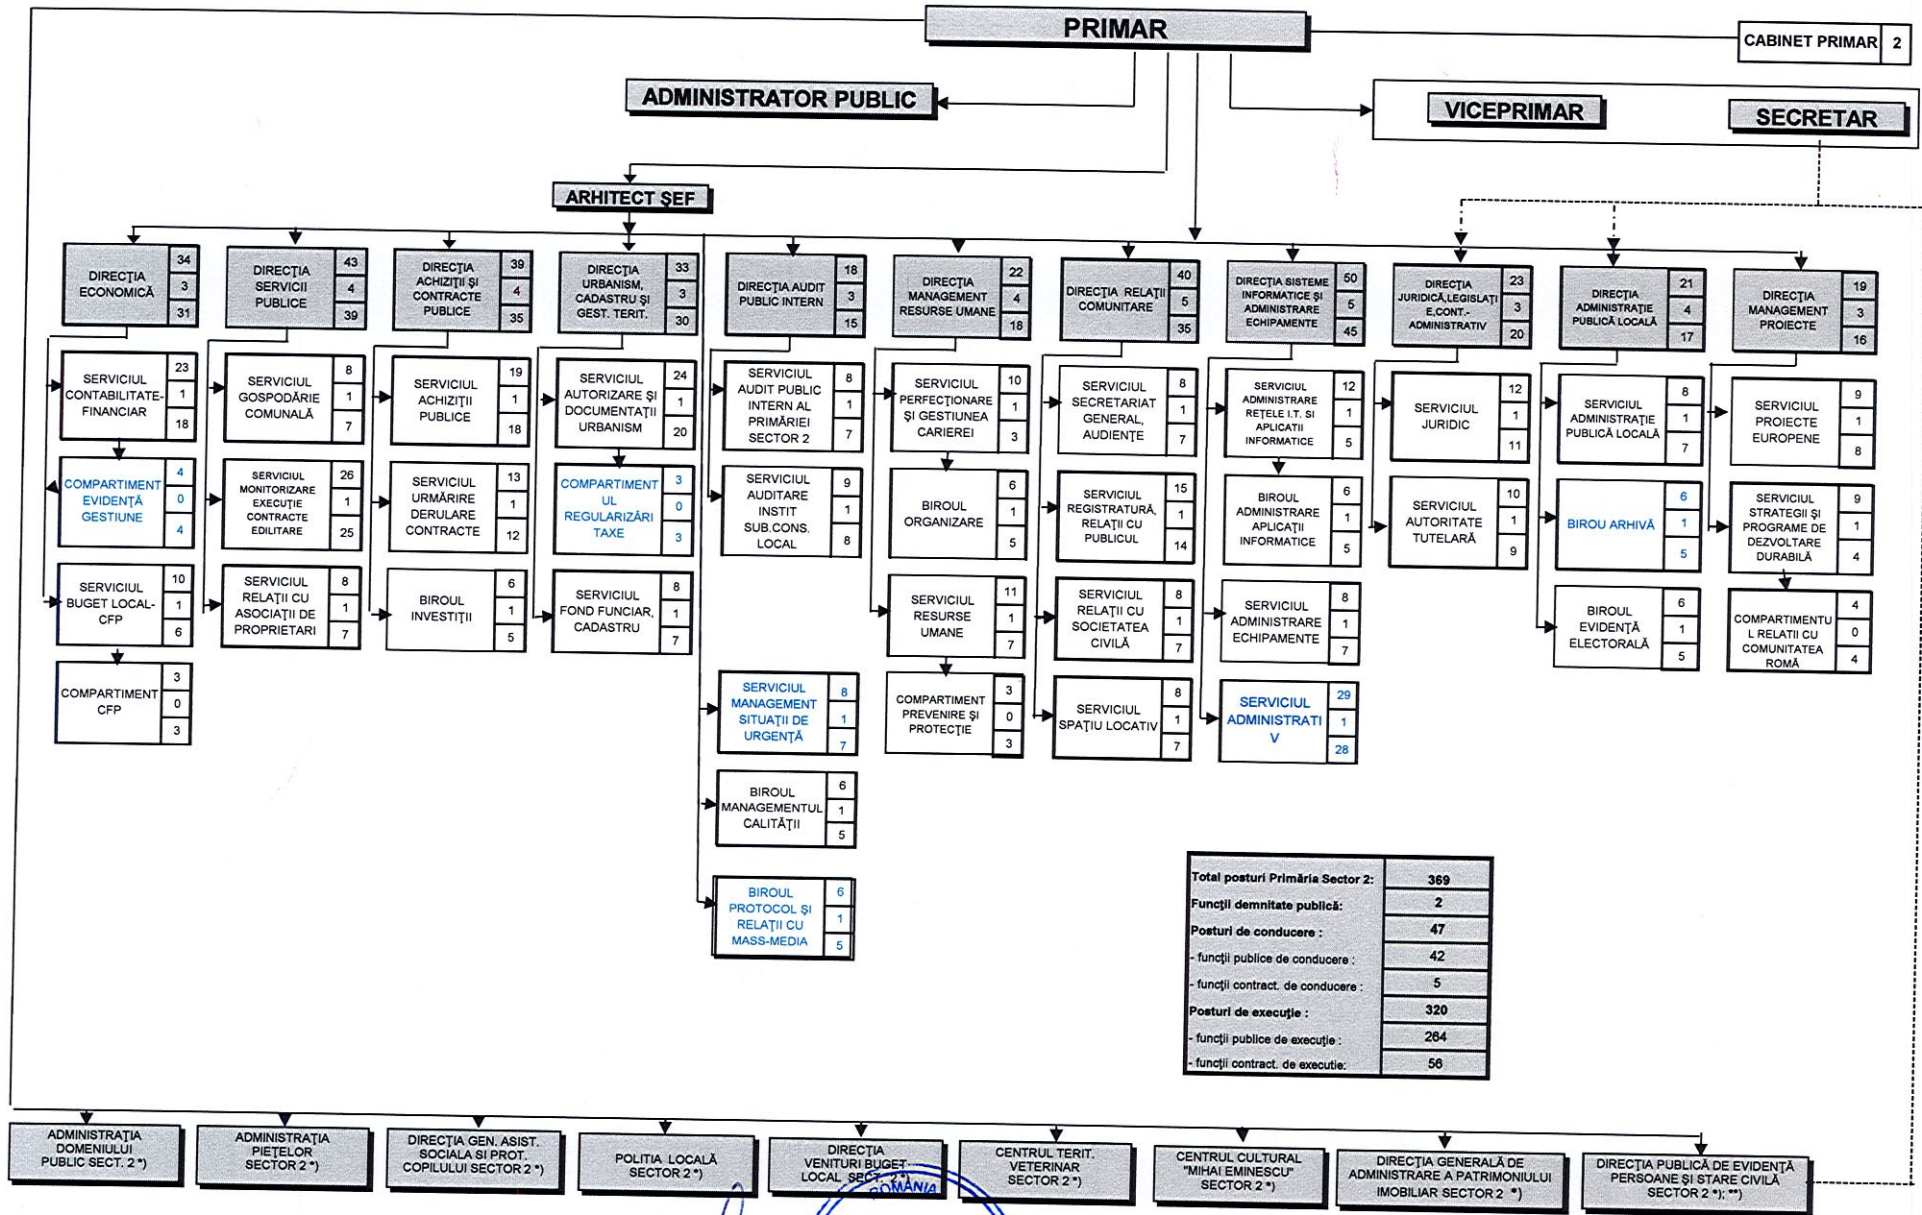 PRIMAR
CABINET PRIMAR 2
ADMINISTRATOR PUBLIC
VICEPRIMAR
SECRETAR
ARHITECT ŞEF
DIRECŢIA
ECONOMICĂ
34
3
31
DIRECŢIA
SERVICII
PUBLICE
43
4
39
DIRECŢIA
ACHIZIŢII ŞI
CONTRACTE
PUBLICE
39
4
35
DIRECŢIA
URBANISM,
CADASTRU ŞI
GEST. TERIT.
33
3
30
DIRECŢIA AUDIT
PUBLIC INTERN
18
3
15
DIRECŢIA
MANAGEMENT
RESURSE UMANE
22
4
18
DIRECŢIA RELAŢII
COMUNITARE
40
5
35
DIRECŢIA SISTEME
INFORMATICE ŞI
ADMINISTRARE
ECHIPAMENTE
50
5
45
DIRECŢIA
JURIDICĂ,LEGISLAŢI
E,CONT.-
ADMINISTRATIV
23
3
20
DIRECŢIA
ADMINISTRAŢIE
PUBLICĂ LOCALĂ
21
4
17
DIRECŢIA
MANAGEMENT
PROIECTE
19
3
16
SERVICIUL
CONTABILITATE-
FINANCIAR
23
1
18
COMPARTIMENT
EVIDENŢĂ
GESTIUNE
4
0
4
SERVICIUL
BUGET LOCAL-
CFP
10
1
6
COMPARTIMENT
CFP
3
0
3
SERVICIUL
GOSPODĂRIE
COMUNALĂ
8
1
7
SERVICIUL
MONITORIZARE
EXECUŢIE
CONTRACTE
EDILITARE
26
1
25
SERVICIUL
RELAŢII CU
ASOCIAŢII DE
PROPRIETARI
8
1
7
SERVICIUL
ACHIZIŢII
PUBLICE
19
1
18
SERVICIUL
URMĂRIRE
DERULARE
CONTRACTE
13
1
12
BIROUL
INVESTIŢII
6
1
5
SERVICIUL
AUTORIZARE ŞI
DOCUMENTAŢII
URBANISM
24
1
20
COMPARTIMENT
UL
REGULARIZĂRI
TAXE
3
0
3
SERVICIUL
FOND FUNCIAR,
CADASTRU
8
1
7
SERVICIUL
AUDIT PUBLIC
INTERN AL
PRIMĂRIEI
SECTOR 2
8
1
7
SERVICIUL
AUDITARE
INSTIT
SUB.CONS.
LOCAL
9
1
8
SERVICIUL
MANAGEMENT
SITUAŢII DE
URGENŢĂ
8
1
7
BIROUL
MANAGEMENTUL
CALITĂŢII
6
1
5
BIROUL
PROTOCOL ŞI
RELAŢII CU
MASS-MEDIA
6
1
5
SERVICIUL
PERFECŢIONARE
ŞI GESTIUNEA
CARIEREI
10
1
3
BIROUL
ORGANIZARE
6
1
5
SERVICIUL
RESURSE
UMANE
11
1
7
COMPARTIMENT
PREVENIRE ŞI
PROTECŢIE
3
0
3
SERVICIUL
SECRETARIAT
GENERAL,
AUDIENŢE
8
1
7
SERVICIUL
REGISTRATURĂ,
RELAŢII CU
PUBLICUL
15
1
14
SERVICIUL
RELAŢII CU
SOCIETATEA
CIVILĂ
8
1
7
SERVICIUL
SPAŢIU LOCATIV
8
1
7
SERVICIUL
ADMINISTRARE
REŢELE I.T. SI
APLICATII
INFORMATICE
12
1
5
BIROUL
ADMINISTRARE
APLICAŢII
INFORMATICE
6
1
5
SERVICIUL
ADMINISTRARE
ECHIPAMENTE
8
1
7
SERVICIUL
ADMINISTRATI
V
29
1
28
SERVICIUL
JURIDIC
12
1
11
SERVICIUL
AUTORITATE
TUTELARĂ
10
1
9
SERVICIUL
ADMINISTRAŢIE
PUBLICĂ LOCALĂ
8
1
7
BIROU ARHIVĂ
6
1
5
BIROUL
EVIDENŢĂ
ELECTORALĂ
6
1
5
SERVICIUL
PROIECTE
EUROPENE
9
1
8
SERVICIUL
STRATEGII ŞI
PROGRAME DE
DEZVOLTARE
DURABILĂ
9
1
4
COMPARTIMENTU
L RELATII CU
COMUNITATEA
ROMĂ
4
0
4
Total posturi Primăria Sector 2: 369
Funcţii demnitate publică: 2
Posturi de conducere : 47
- funcţii publice de conducere : 42
- funcţii contract. de conducere : 5
Posturi de execuţie : 320
- funcţii publice de execuţie : 264
- funcţii contract. de executie: 56
ADMINISTRAŢIA
DOMENIULUI
PUBLIC SECT. 2 *)
ADMINISTRAŢIA
PIEŢELOR
SECTOR 2 *)
DIRECŢIA GEN. ASIST.
SOCIALA SI PROT.
COPILULUI SECTOR 2 *)
POLITIA LOCALĂ
SECTOR 2 *)
DIRECŢIA
VENITURI BUGET
LOCAL SECT. 2 *)
CENTRUL TERIT.
VETERINAR
SECTOR 2 *)
CENTRUL CULTURAL
"MIHAI EMINESCU"
SECTOR 2 *)
DIRECŢIA GENERALĂ DE
ADMINISTRARE A PATRIMONIULUI
IMOBILIAR SECTOR 2 *)
DIRECŢIA PUBLICĂ DE EVIDENŢĂ
PERSOANE ŞI STARE CIVILĂ
SECTOR 2 *); **)
ROMÂNIA